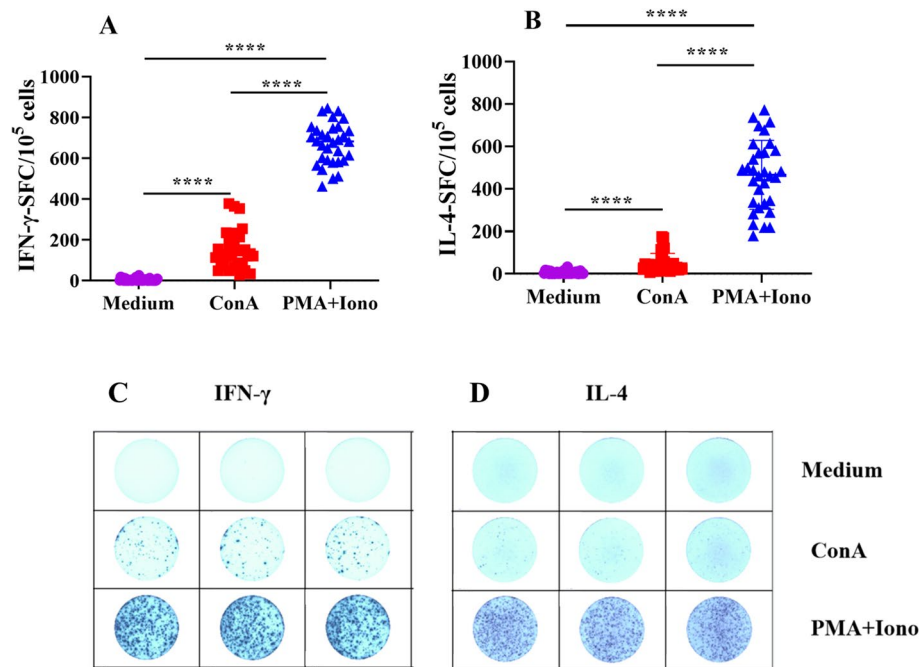 A
****
****
****
IFN-γ-SFC/10⁵ cells
1000
800
600
400
200
0
Medium ConA PMA+Iono
B
****
****
****
IL-4-SFC/10⁵ cells
1000
800
600
400
200
0
Medium ConA PMA+Iono
C IFN-γ
D IL-4
Medium
ConA
PMA+Iono